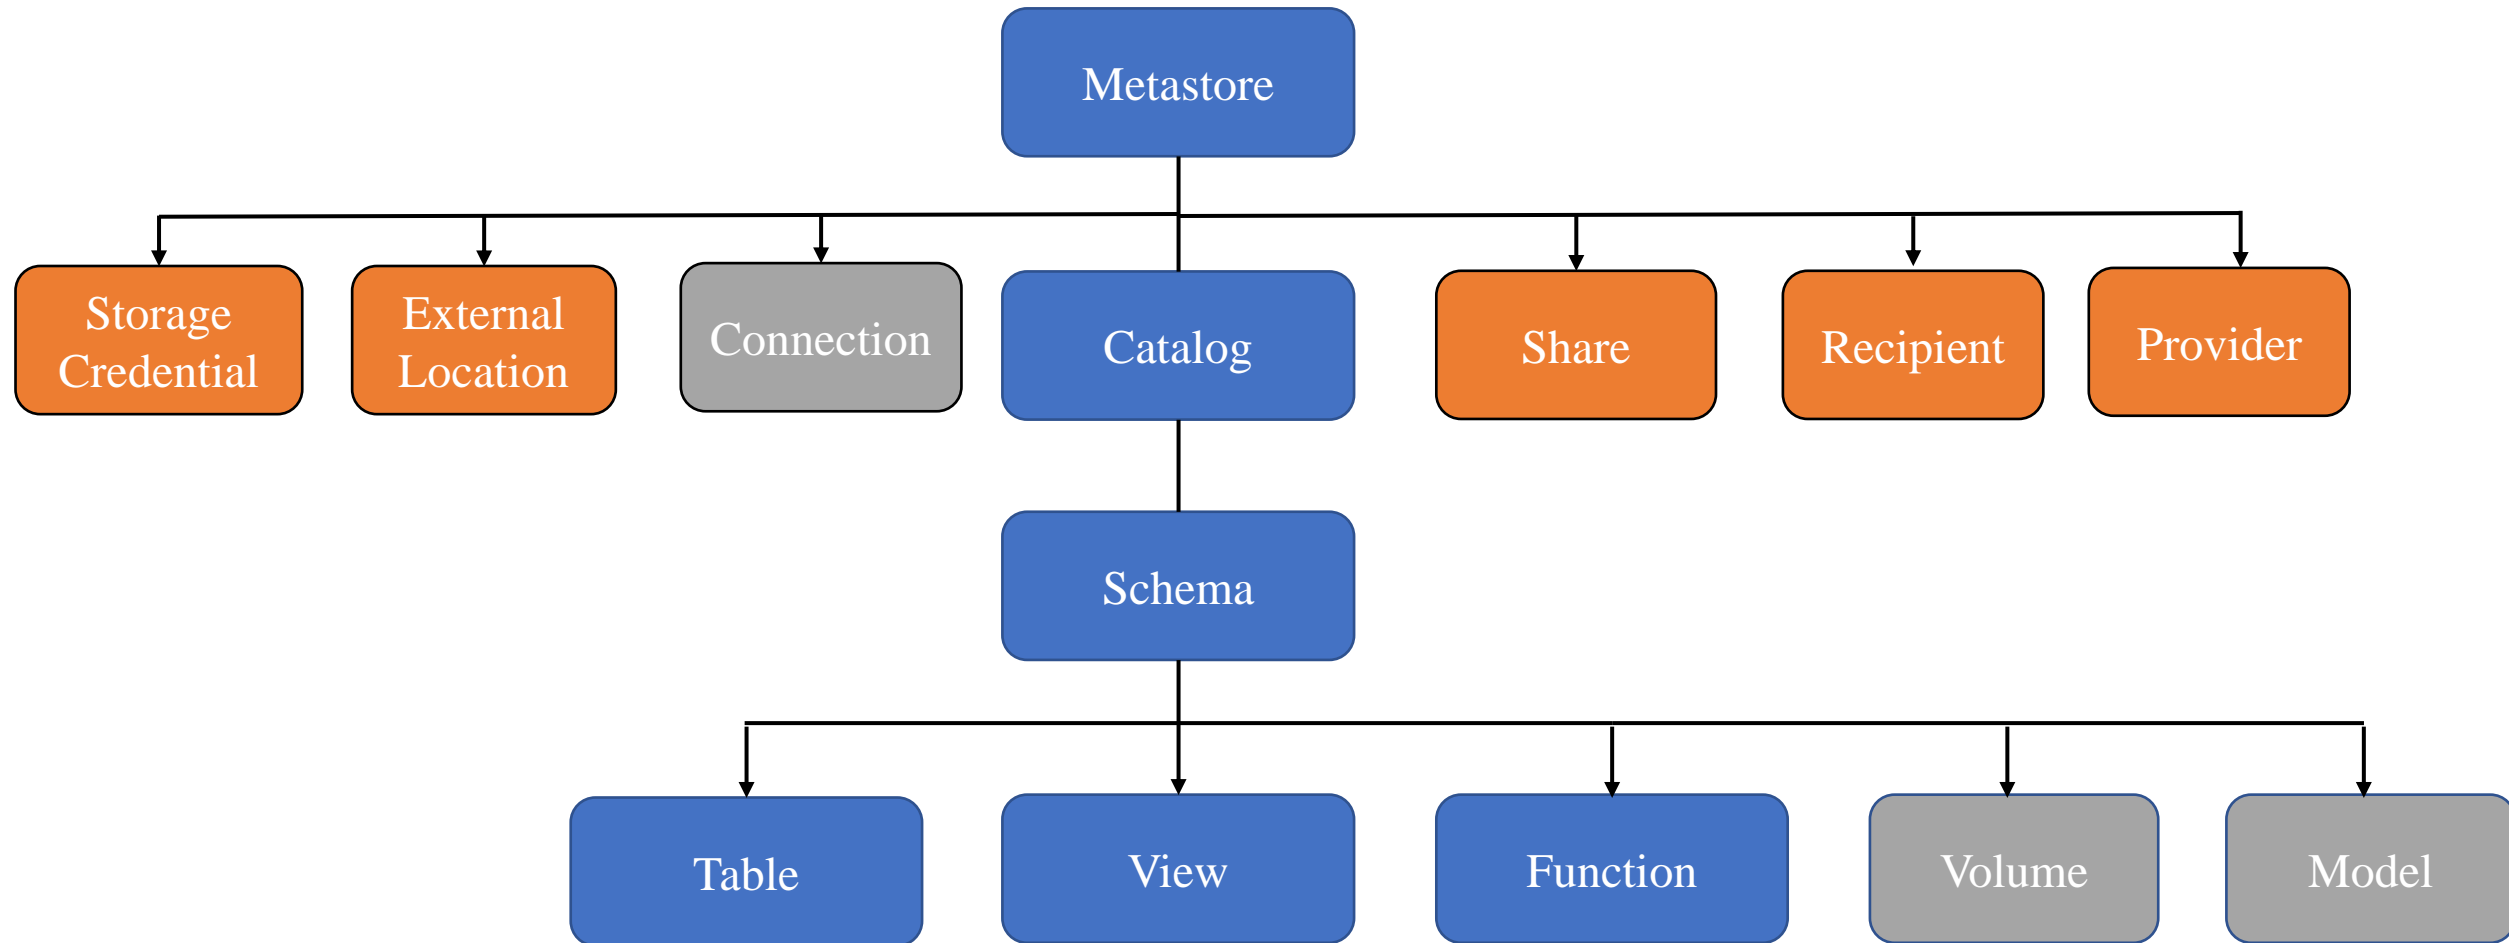 Metastore
Storage
Credential
External
Location
Connection
Catalog
Share
Recipient
Provider
Schema
Table
View
Function
Volume
Model